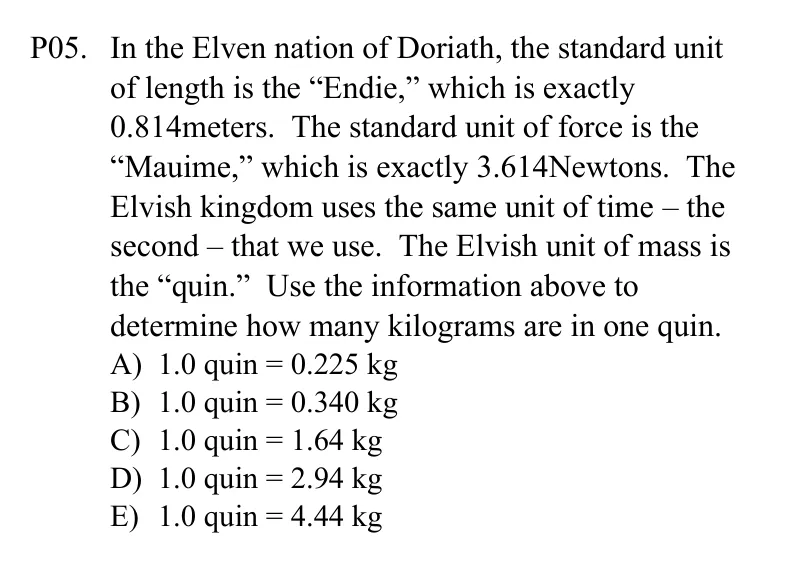 P05. In the Elven nation of Doriath, the standard unit
of length is the “Endie,” which is exactly
0.814meters. The standard unit of force is the
“Mauime,” which is exactly 3.614Newtons. The
Elvish kingdom uses the same unit of time – the
second – that we use. The Elvish unit of mass is
the “quin.” Use the information above to
determine how many kilograms are in one quin.
A) 1.0 quin = 0.225 kg
B) 1.0 quin = 0.340 kg
C) 1.0 quin = 1.64 kg
D) 1.0 quin = 2.94 kg
E) 1.0 quin = 4.44 kg